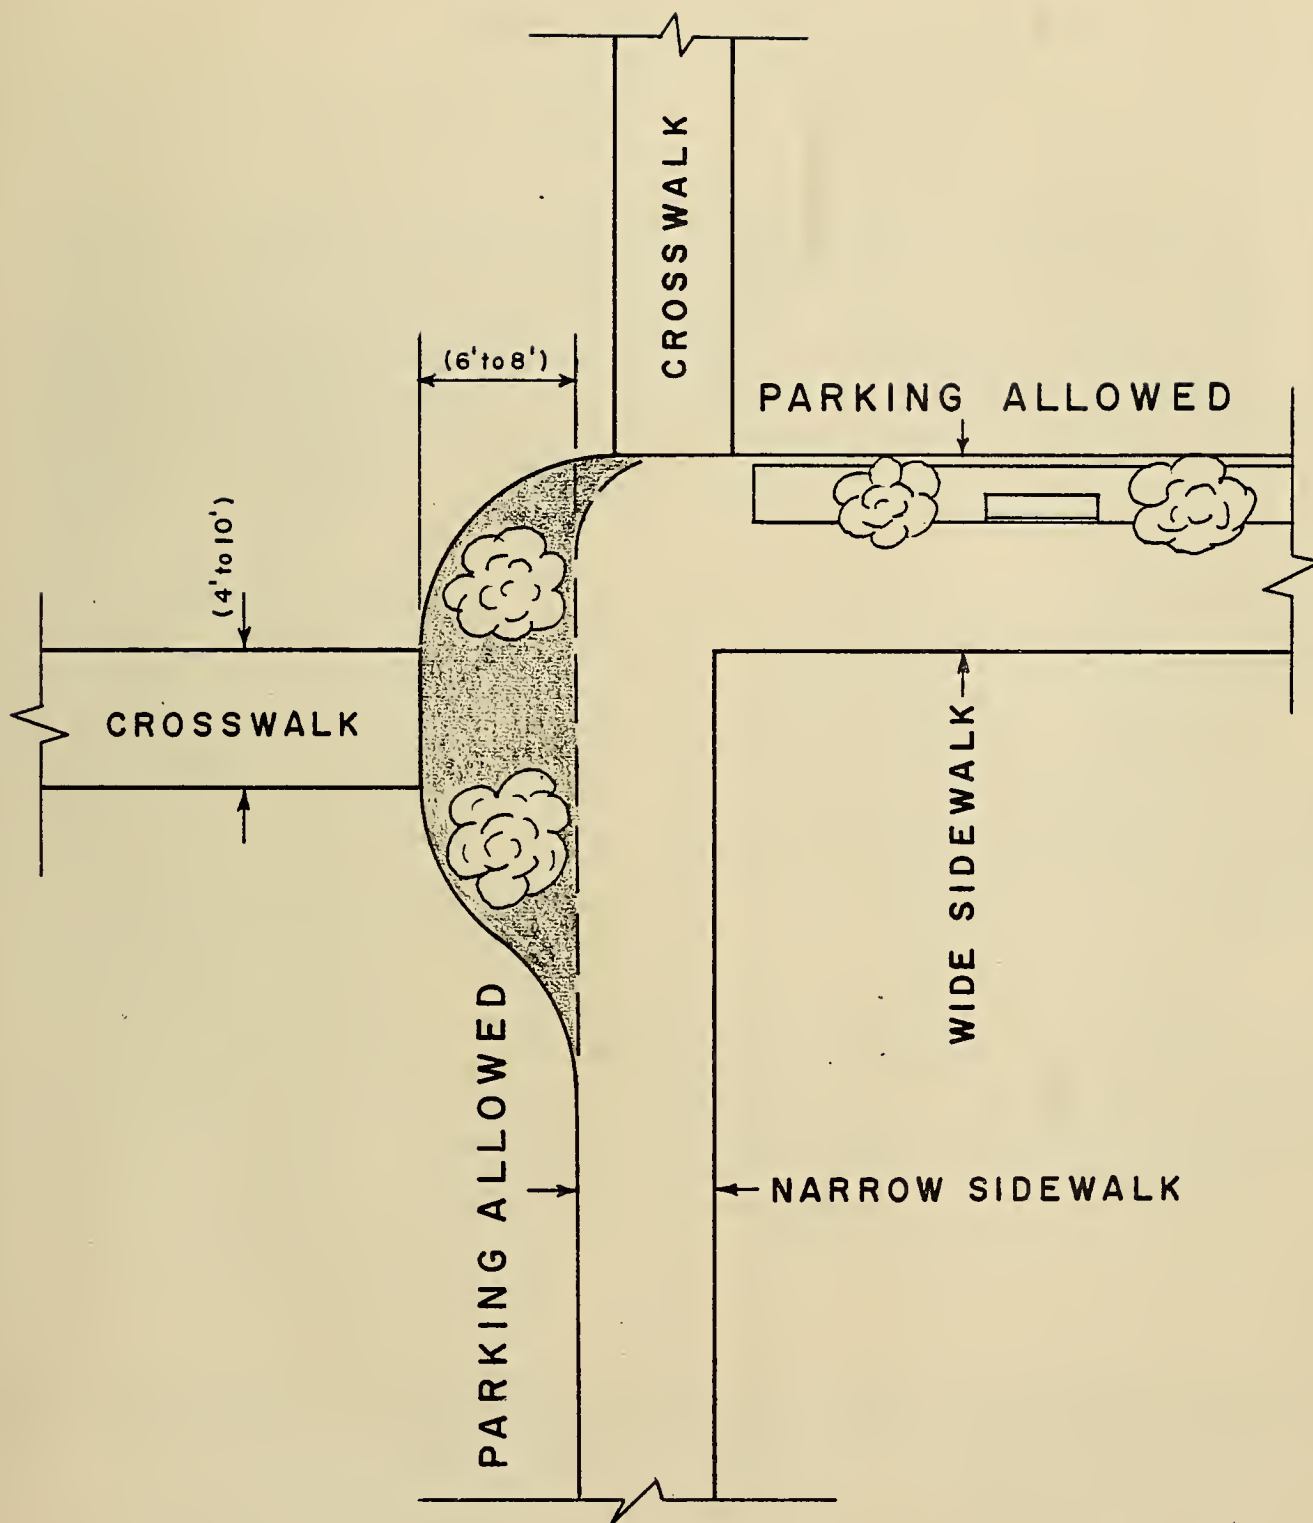 CROSSWALK
(6' to 8')
PARKING ALLOWED
(4' to 10')
CROSSWALK
WIDE SIDEWALK
PARKING ALLOWED
NARROW SIDEWALK